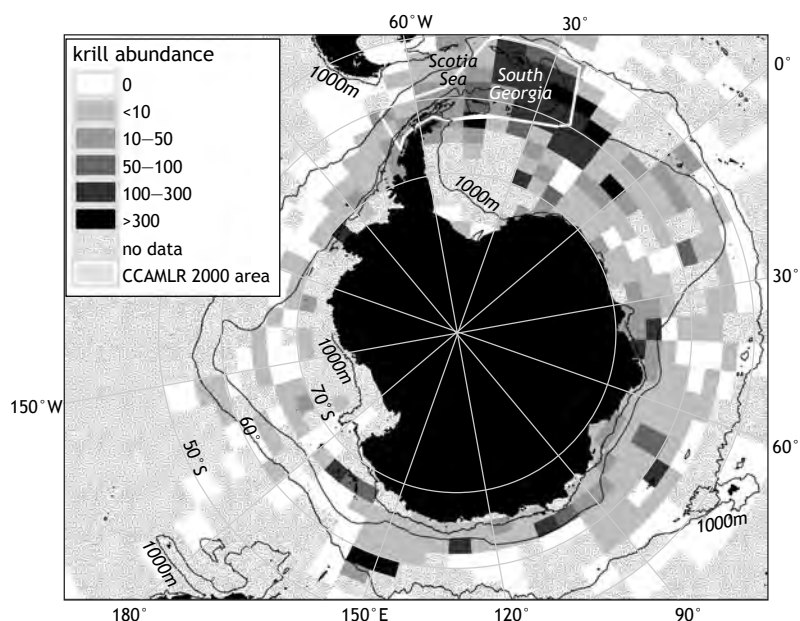 60°W
30°
0°
krill abundance
0
<10
10–50
50–100
100–300
>300
no data
CCAMLR 2000 area
1000m
Scotia
Sea
South
Georgia
1000m
30°
1000m
70°S
150°W
60°
50°S
60°
1000m
1000m
180°
150°E
120°
90°